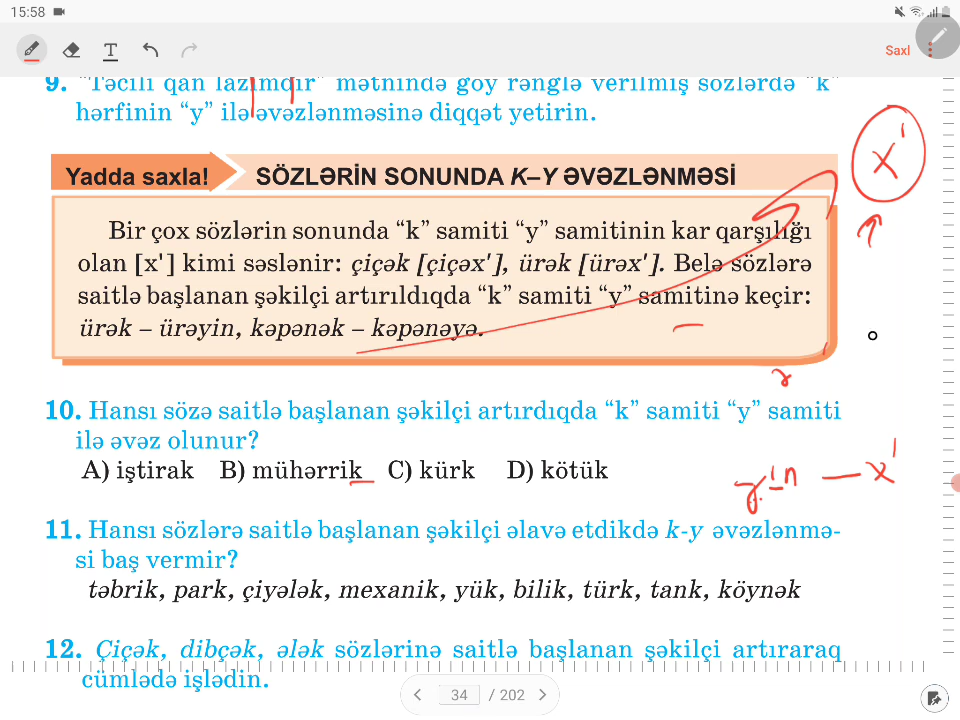 15:58
T
Saxl
9. “Təcili qan lazımdır” mətnində göy rənglə verilmiş sözlərdə “k”
hərfinin “y” ilə əvəzlənməsinə diqqət yetirin.
x'
Yadda saxla! SÖZLƏRİN SONUNDA K–Y ƏVƏZLƏNMƏSİ
Bir çox sözlərin sonunda “k” samiti “y” samitinin kar qarşılığı
olan [x'] kimi səslənir: çiçək [çiçəx'], ürək [ürəx']. Belə sözlərə
saitlə başlanan şəkilçi artırıldıqda “k” samiti “y” samitinə keçir:
ürək – ürəyin, kəpənək – kəpənəyə.
10. Hansı sözə saitlə başlanan şəkilçi artırdıqda “k” samiti “y” samiti
ilə əvəz olunur?
A) iştirak B) mühərrik C) kürk D) kötük
x'
11. Hansı sözlərə saitlə başlanan şəkilçi əlavə etdikdə k-y əvəzlənmə-
si baş vermir?
təbrik, park, çiyələk, mexanik, yük, bilik, türk, tank, köynək
12. Çiçək, dibçək, ələk sözlərinə saitlə başlanan şəkilçi artıraraq
cümlədə işlədin.
34 / 202